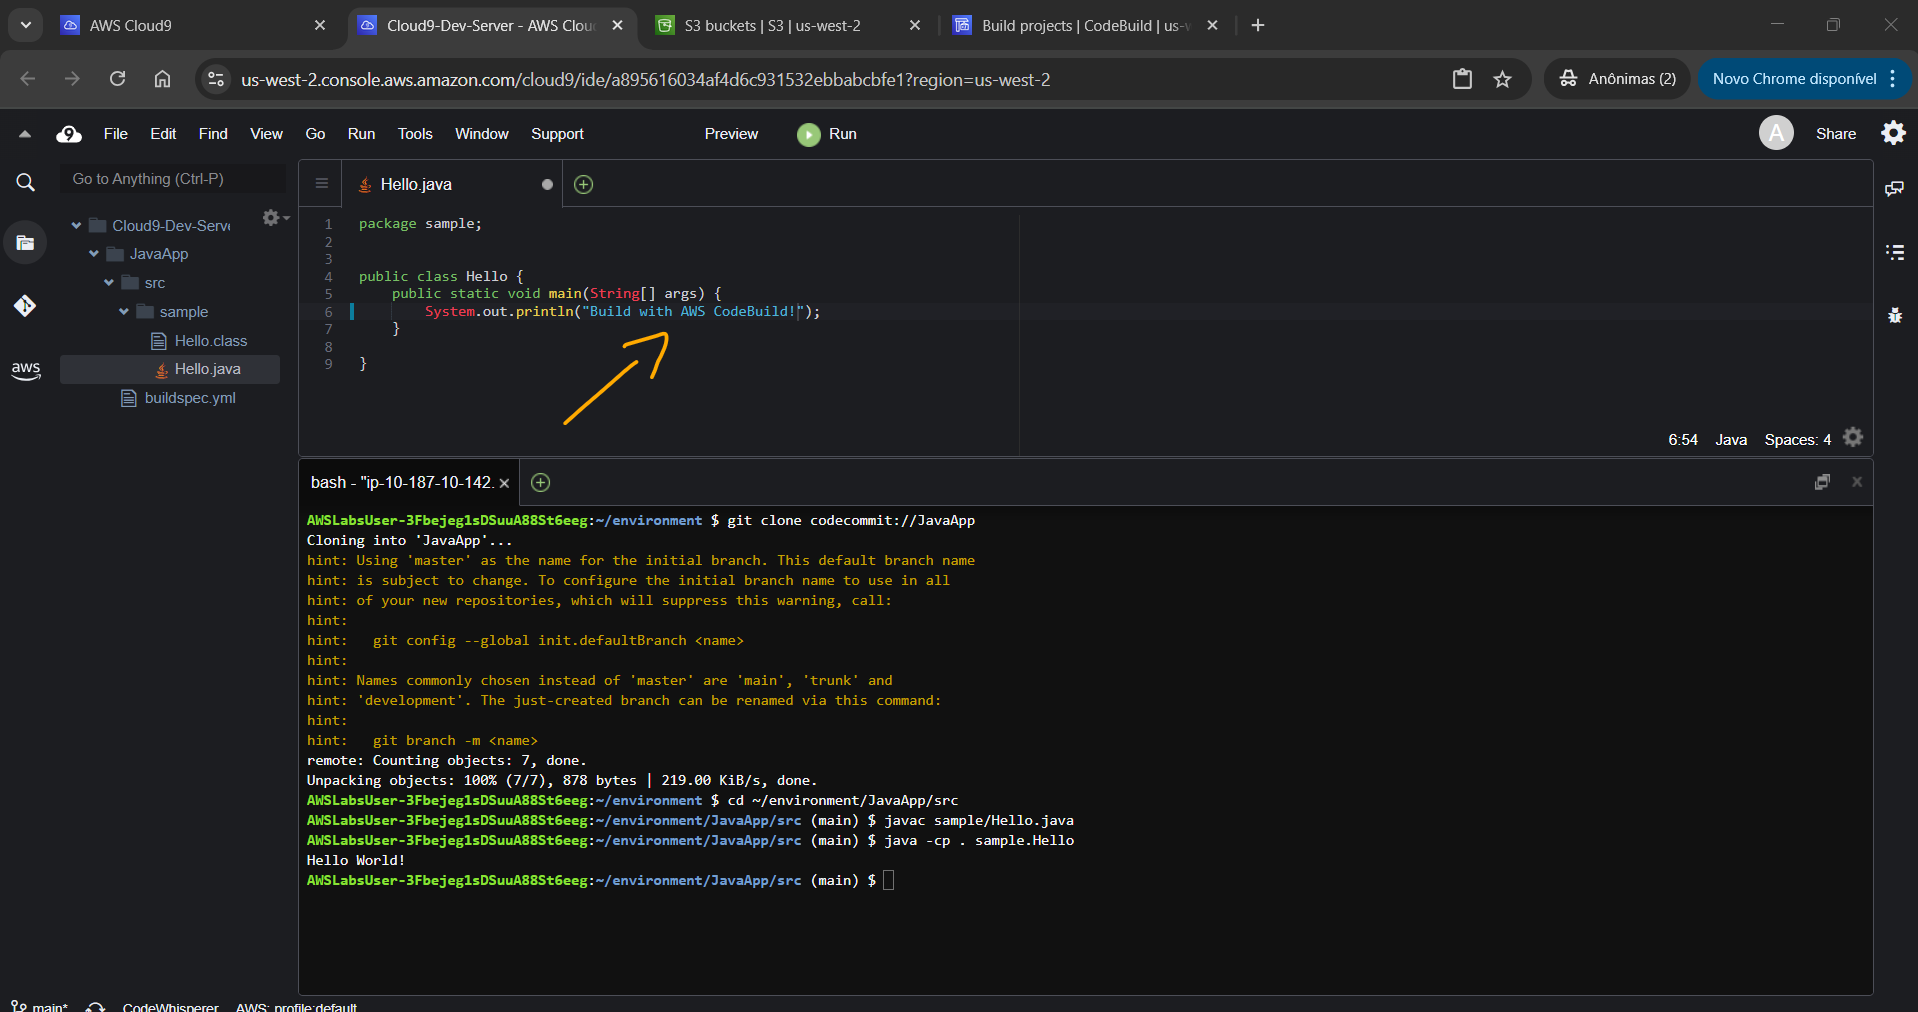 AWS Cloud9
Cloud9-Dev-Server - AWS Clou
S3 buckets | S3 | us-west-2
Build projects | CodeBuild | us-w
us-west-2.console.aws.amazon.com/cloud9/ide/a895616034af4d6c931532ebbabcbfe1?region=us-west-2
Anônimas (2)
Novo Chrome disponível
9 File Edit Find View Go Run Tools Window Support Preview Run
A Share
Go to Anything (Ctrl-P)
Cloud9-Dev-Serve
JavaApp
src
sample
Hello.class
Hello.java
buildspec.yml
aws
Hello.java
1 package sample;
2
3
4 public class Hello {
5 public static void main(String[] args) {
6 System.out.println("Build with AWS CodeBuild!");
7 }
8
9 }
6:54 Java Spaces: 4
bash - "ip-10-187-10-142.
AWSLabsUser-3Fbejeg1sDSuuA88St6eeg:~/environment $ git clone codecommit://JavaApp
Cloning into 'JavaApp'...
hint: Using 'master' as the name for the initial branch. This default branch name
hint: is subject to change. To configure the initial branch name to use in all
hint: of your new repositories, which will suppress this warning, call:
hint:
hint:   git config --global init.defaultBranch <name>
hint:
hint: Names commonly chosen instead of 'master' are 'main', 'trunk' and
hint: 'development'. The just-created branch can be renamed via this command:
hint:
hint:   git branch -m <name>
remote: Counting objects: 7, done.
Unpacking objects: 100% (7/7), 878 bytes | 219.00 KiB/s, done.
AWSLabsUser-3Fbejeg1sDSuuA88St6eeg:~/environment $ cd ~/environment/JavaApp/src
AWSLabsUser-3Fbejeg1sDSuuA88St6eeg:~/environment/JavaApp/src (main) $ javac sample/Hello.java
AWSLabsUser-3Fbejeg1sDSuuA88St6eeg:~/environment/JavaApp/src (main) $ java -cp . sample.Hello
Hello World!
AWSLabsUser-3Fbejeg1sDSuuA88St6eeg:~/environment/JavaApp/src (main) $
main* CodeWhisperer AWS: profile:default